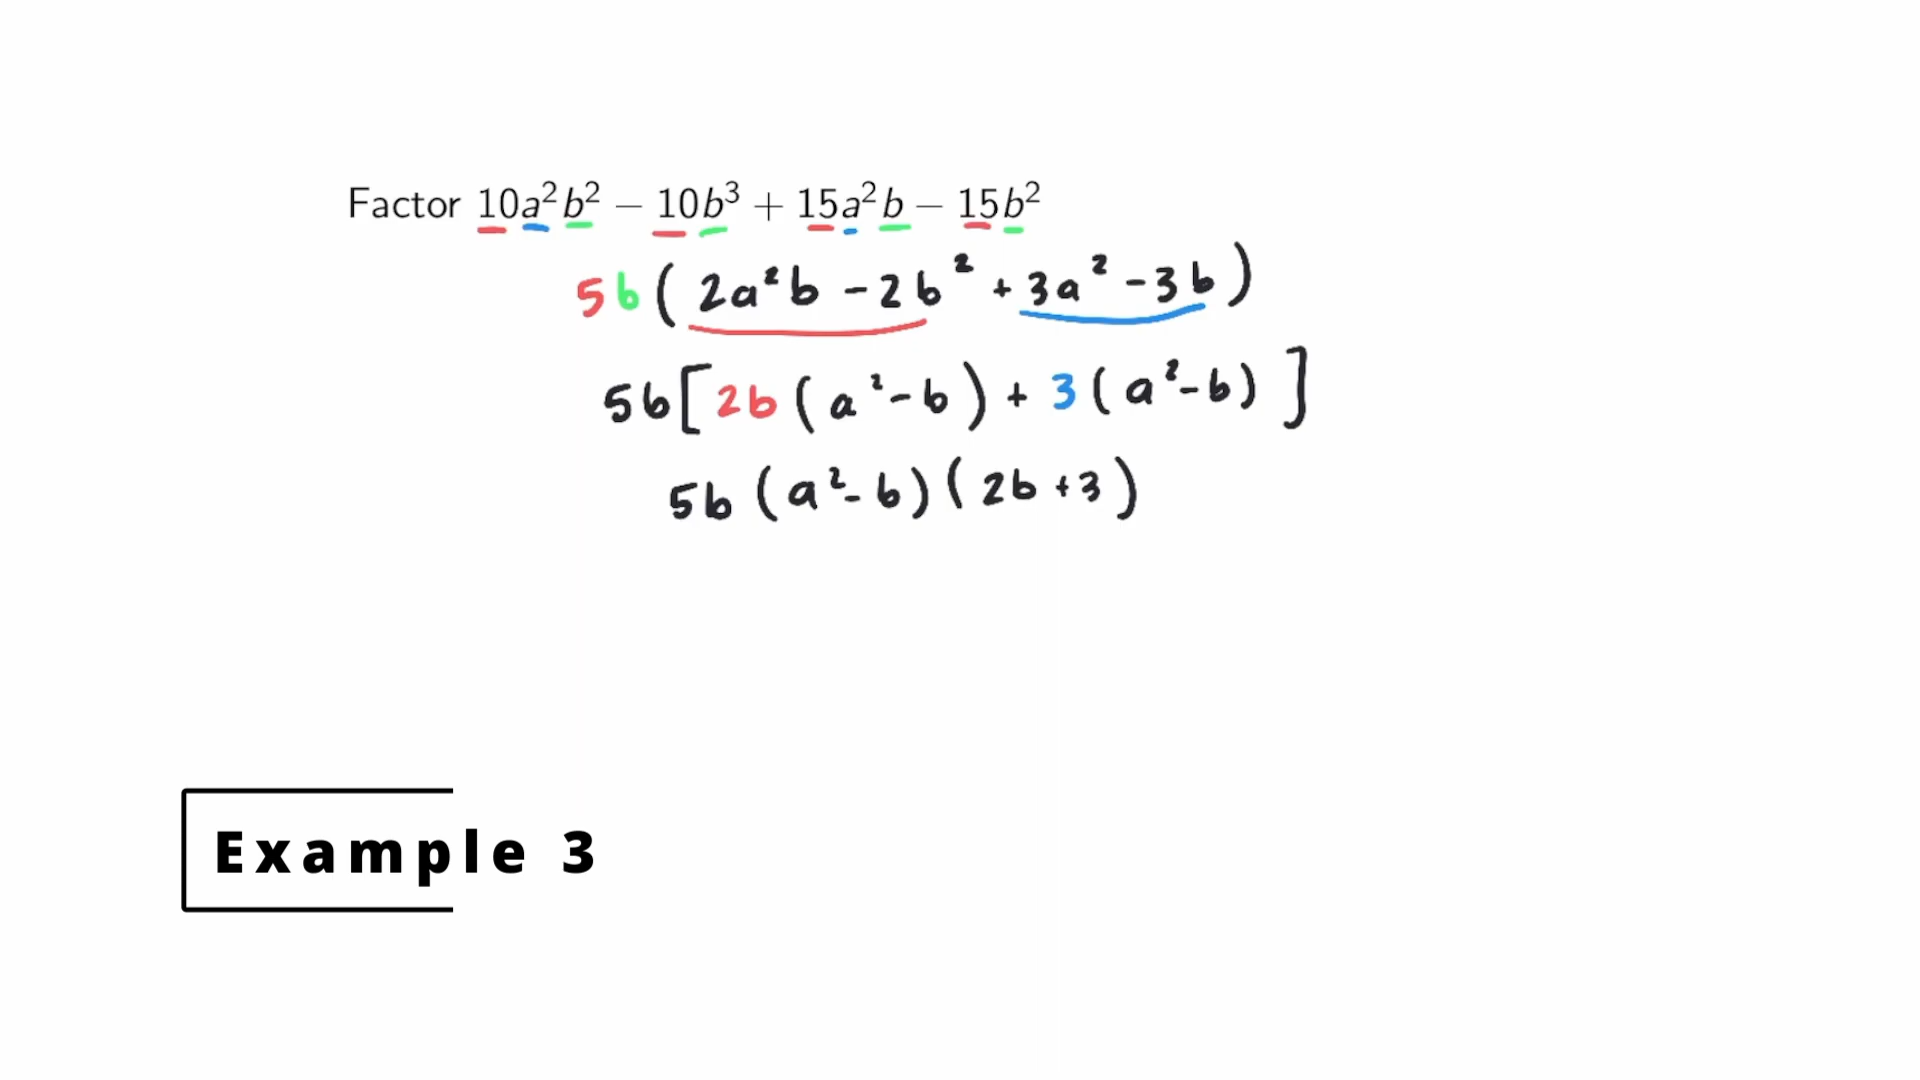 Factor 10a²b² − 10b³ + 15a²b − 15b²
5b(2a²b - 2b² + 3a² - 3b)
5b[2b(a² - b) + 3(a² - b)]
5b(a² - b)(2b + 3)
Example 3